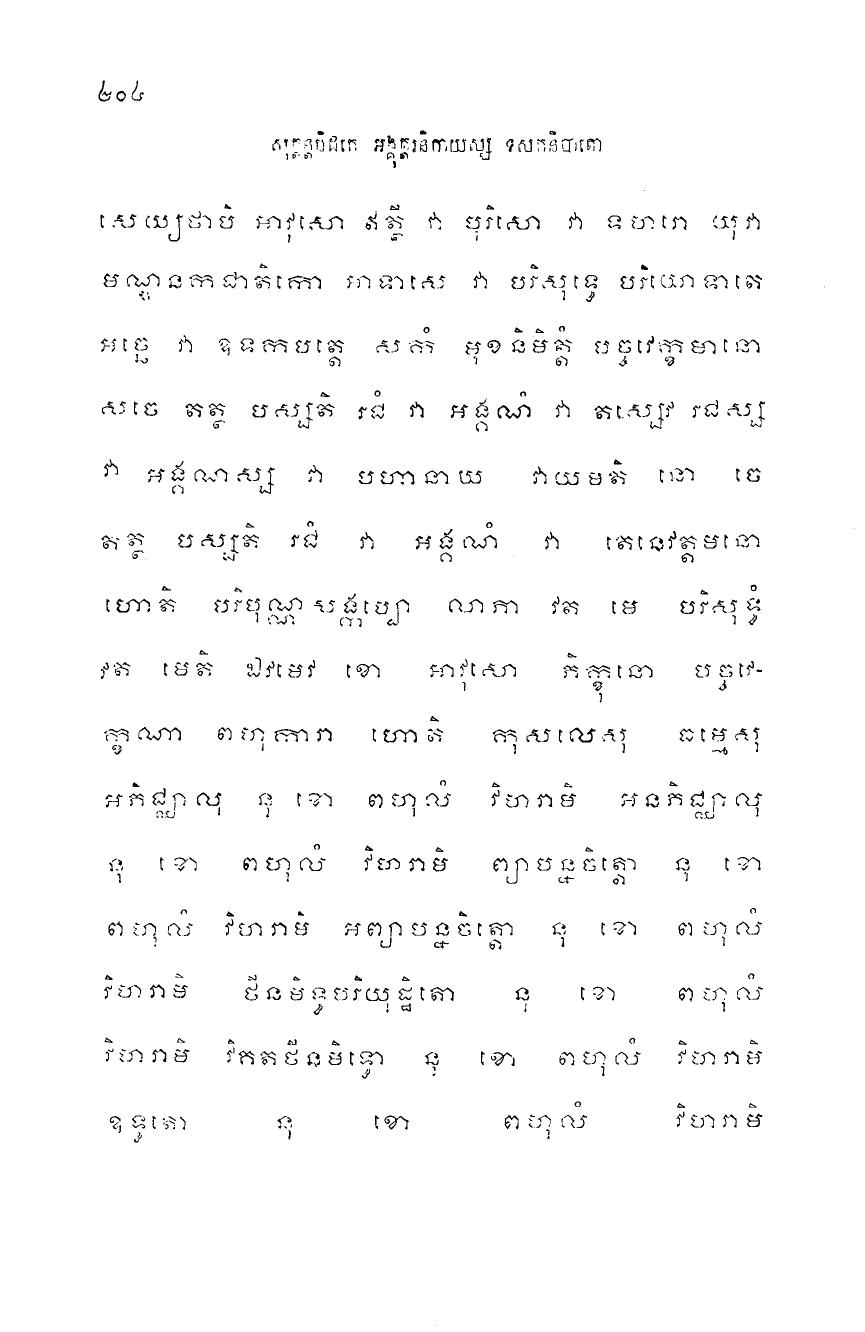 ២០៤
សុត្តន្តបិដកេ អង្គុត្តរនិកាយស្ស ទសកនិបាតោ
សេយ្យថាបិ អាវុសោ ឥត្ថី វា បុរិសោ វា ទហរោ យុវា
មណ្ឌនកជាតិកោ អាទាសេ វា បរិសុទ្ធេ បរិយោទាតេ
អច្ឆេ វា ឧទកបត្តេ សកំ មុខនិមិត្តំ បច្ចវេក្ខមានោ
សចេ តត្ថ បស្សតិ រជំ វា អង្គណំ វា តស្សេវ រជស្ស
វា អង្គណស្ស វា បហានាយ វាយមតិ នោ ចេ
តត្ថ បស្សតិ រជំ វា អង្គណំ វា តេនេវត្តមនោ
ហោតិ បរិបុណ្ណសង្កប្បោ លាភា វត មេ បរិសុទ្ធំ
វត មេតិ ឯវមេវ ខោ អាវុសោ ភិក្ខុនោ បច្ចវេ-
ក្ខណា ពហុការា ហោតិ កុសលេសុ ធម្មេសុ
អភិជ្ឈាលុ នុ ខោ ពហុលំ វិហរាមិ អនភិជ្ឈាលុ
នុ ខោ ពហុលំ វិហរាមិ ព្យាបន្នចិត្តោ នុ ខោ
ពហុលំ វិហរាមិ អព្យាបន្នចិត្តោ នុ ខោ ពហុលំ
វិហរាមិ ថីនមិទ្ធបរិយុដ្ឋិតោ នុ ខោ ពហុលំ
វិហរាមិ វិគតថីនមិទ្ធោ នុ ខោ ពហុលំ វិហរាមិ
ឧទ្ធតោ នុ ខោ ពហុលំ វិហរាមិ